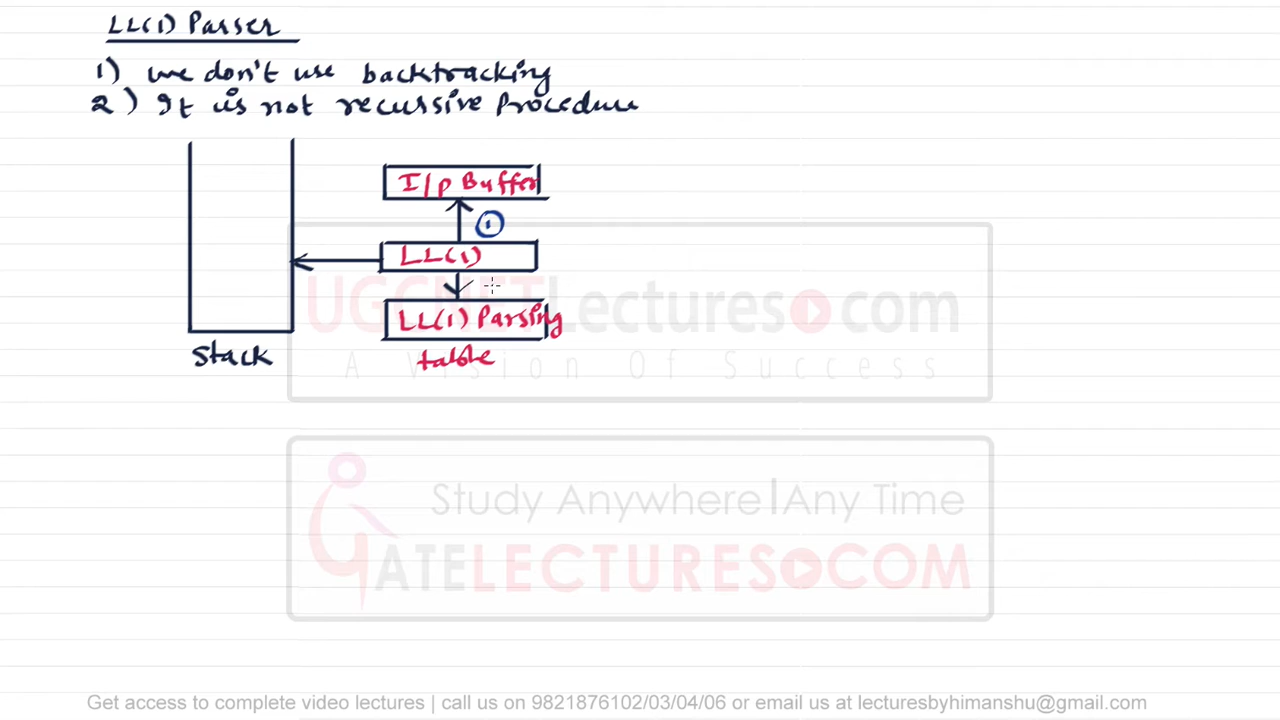 LL(1) Parser
1) we don't use backtracking
2) It is not recursive Procedure
I/p Buffer
1
LL(1)
UGCNETLectures.com
LL(1) Parsing
table
Stack
A Vision Of Success
Study Anywhere|Any Time
GATELECTURES.COM
Get access to complete video lectures | call us on 9821876102/03/04/06 or email us at lecturesbyhimanshu@gmail.com